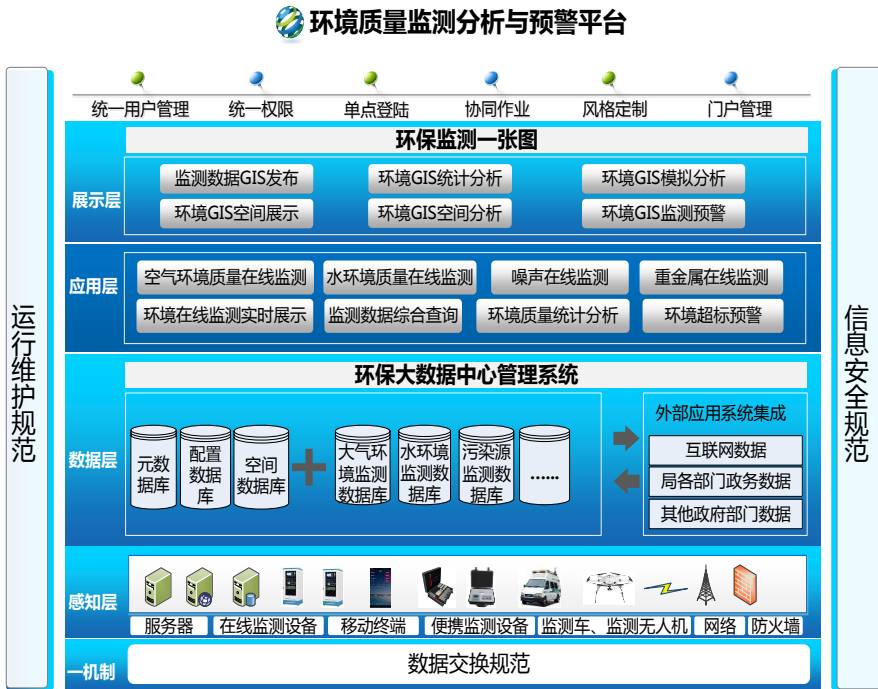 环境质量监测分析与预警平台
统一用户管理 统一权限 单点登陆 协同作业 风格定制 门户管理
环保监测一张图
展示层
监测数据GIS发布 环境GIS统计分析 环境GIS模拟分析
环境GIS空间展示 环境GIS空间分析 环境GIS监测预警
应用层
空气环境质量在线监测 水环境质量在线监测 噪声在线监测 重金属在线监测
环境在线监测实时展示 监测数据综合查询 环境质量统计分析 环境超标预警
运行维护规范
信息安全规范
环保大数据中心管理系统
数据层
元数
据库
配置
数据
库
空间
数据库
大气环
境监测
数据库
水环境
监测数
据库
污染源
监测数
据库
......
外部应用系统集成
互联网数据
局各部门政务数据
其他政府部门数据
感知层
服务器 在线监测设备 移动终端 便携监测设备 监测车、监测无人机 网络 防火墙
一机制
数据交换规范